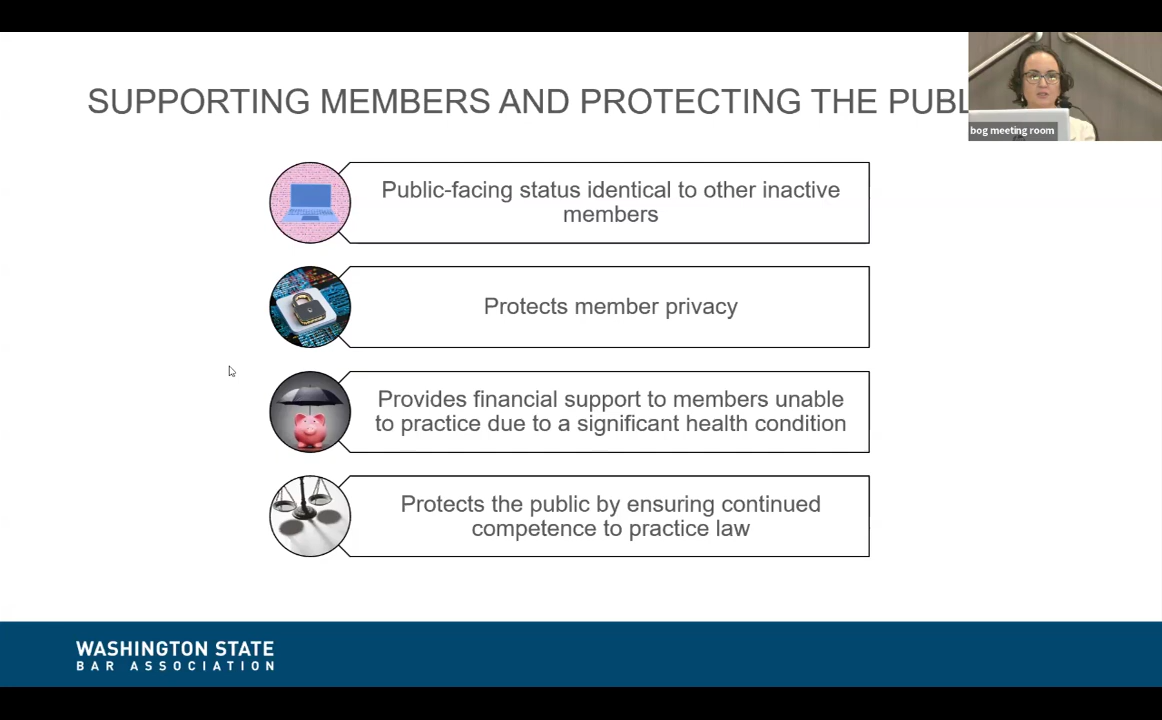 SUPPORTING MEMBERS AND PROTECTING THE PUBL
bog meeting room
Public-facing status identical to other inactive
members
Protects member privacy
Provides financial support to members unable
to practice due to a significant health condition
Protects the public by ensuring continued
competence to practice law
WASHINGTON STATE
BAR ASSOCIATION